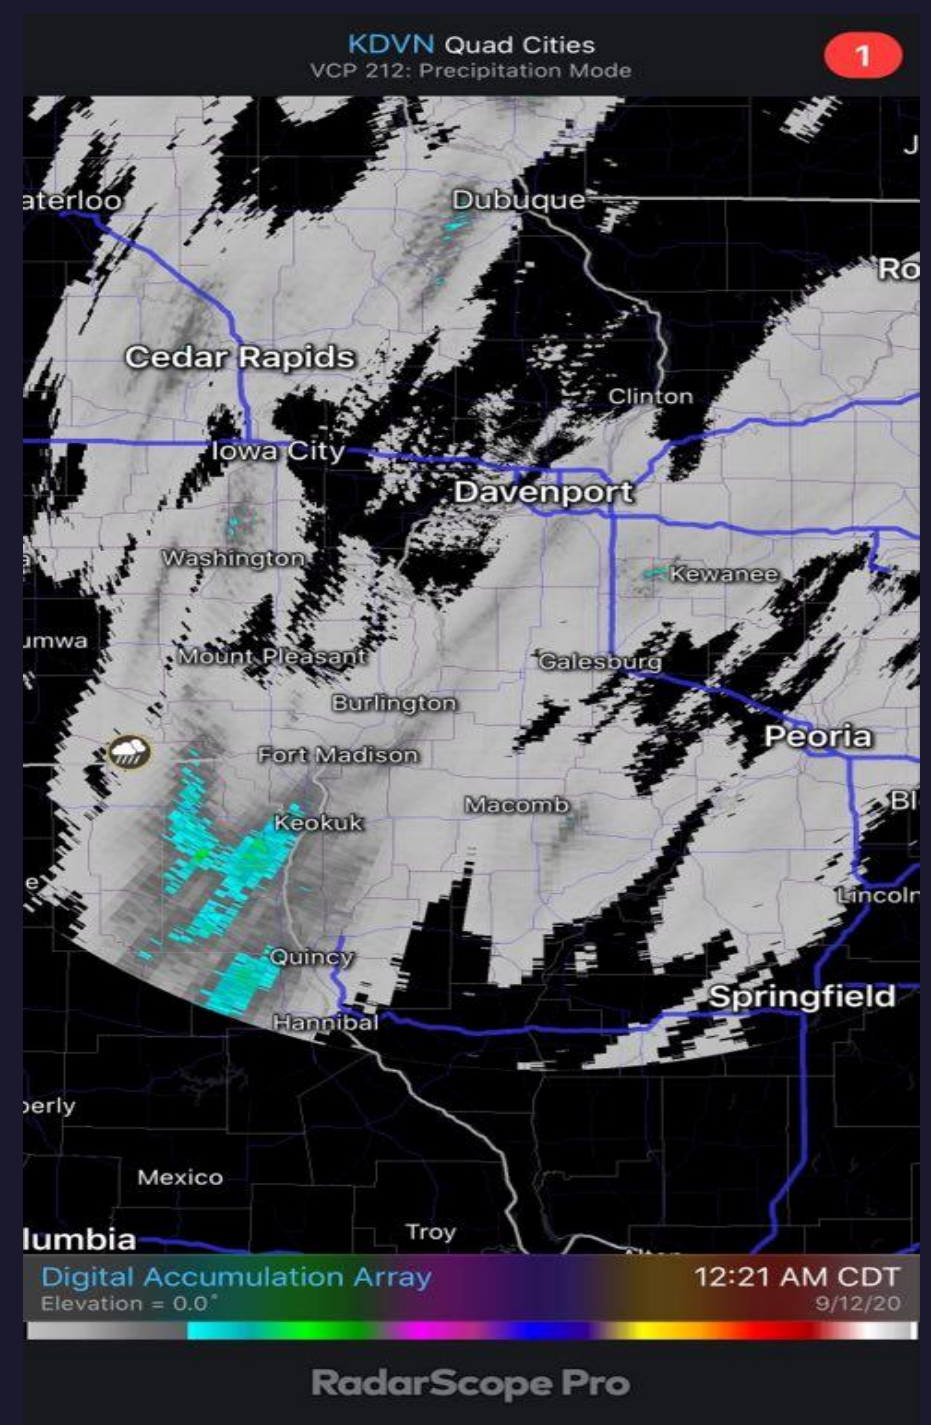 KDVN Quad Cities
VCP 212: Precipitation Mode
1
J
aterloo
Dubuque
Ro
Cedar Rapids
Clinton
Iowa City
Davenport
Washington
Kewanee
umwa
Mount Pleasant
Galesburg
Burlington
Peoria
Fort Madison
Macomb
Bl
Keokuk
e
Lincoln
Quincy
Springfield
Hannibal
berly
Mexico
Troy
lumbia
Digital Accumulation Array
12:21 AM CDT
Elevation = 0.0°
9/12/20
RadarScope Pro